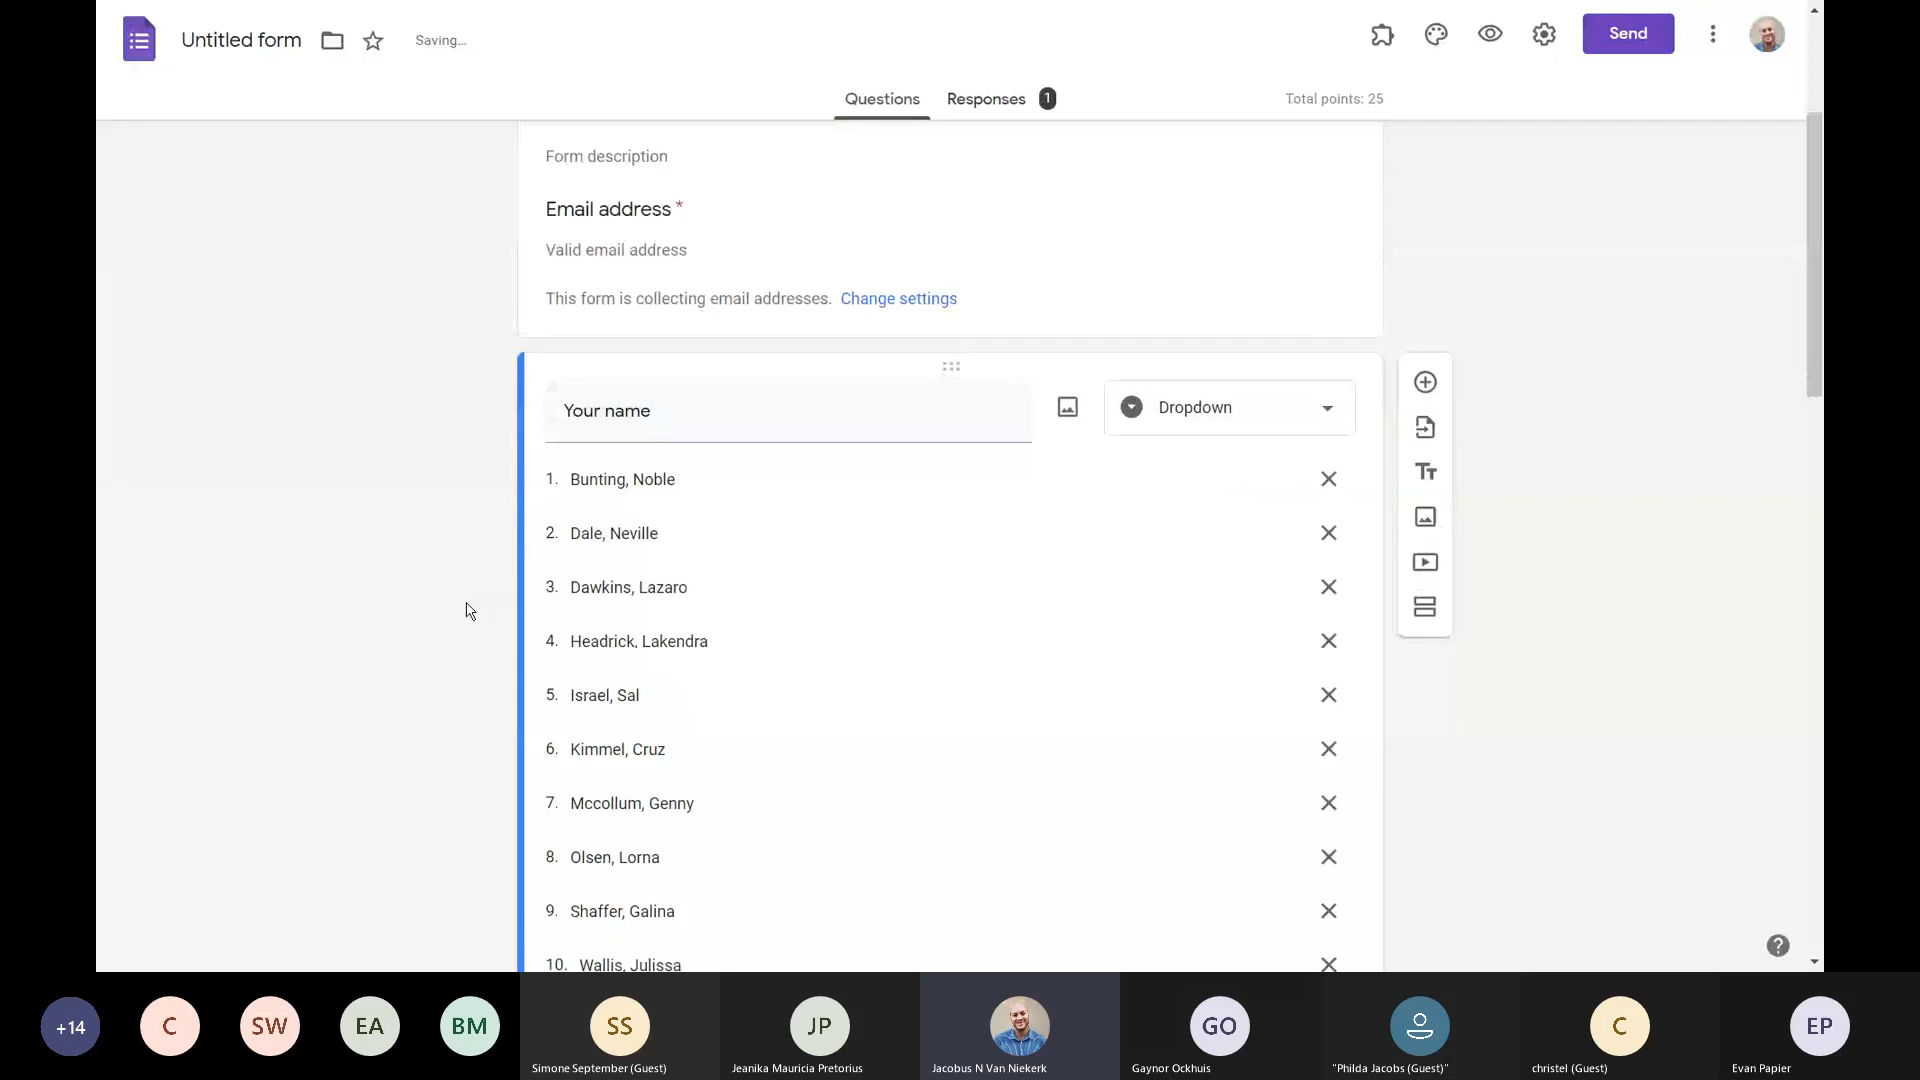 Untitled form
Saving...
Send
Questions
Responses 1
Total points: 25
Form description
Email address *
Valid email address
This form is collecting email addresses. Change settings
Your name
Dropdown
1. Bunting, Noble
2. Dale, Neville
3. Dawkins, Lazaro
4. Headrick, Lakendra
5. Israel, Sal
6. Kimmel, Cruz
7. Mccollum, Genny
8. Olsen, Lorna
9. Shaffer, Galina
10. Wallis, Julissa
+14
C
SW
EA
BM
SS
JP
GO
C
EP
Simone September (Guest)
Jeanika Mauricia Pretorius
Jacobus N Van Niekerk
Gaynor Ockhuis
"Philda Jacobs (Guest)"
christel (Guest)
Evan Papier